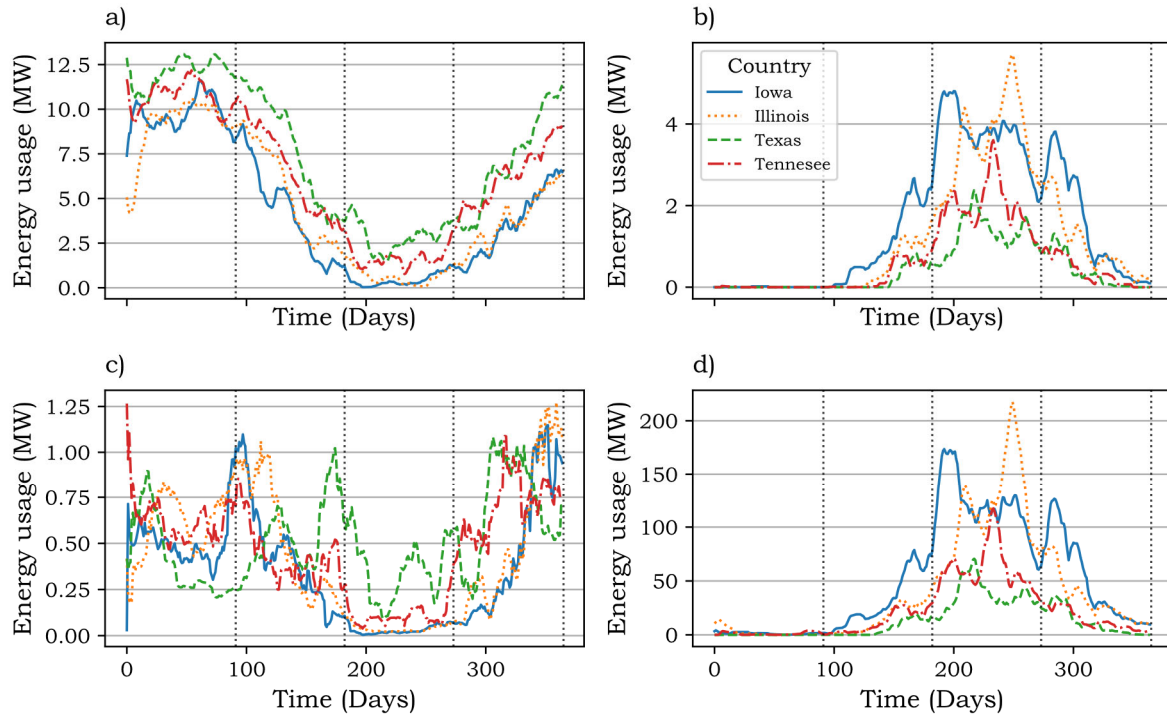 a)
Energy usage (MW)
12.5
10.0
7.5
5.0
2.5
0.0
Time (Days)
b)
Energy usage (MW)
4
2
0
Country
Iowa
Illinois
Texas
Tennesee
Time (Days)
c)
Energy usage (MW)
1.25
1.00
0.75
0.50
0.25
0.00
0 100 200 300
Time (Days)
d)
Energy usage (MW)
200
150
100
50
0
0 100 200 300
Time (Days)